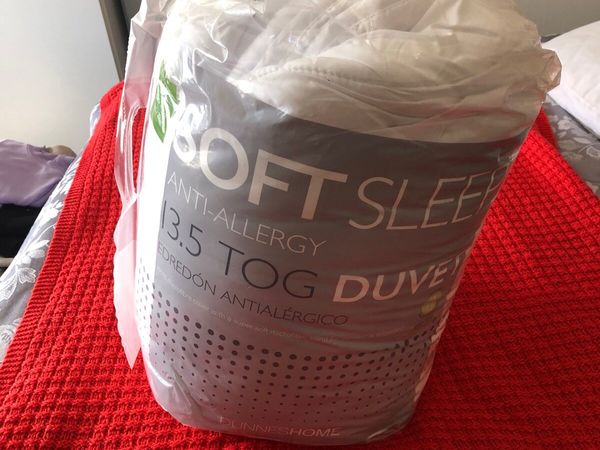 SOFT SLEEP
ANTI-ALLERGY
13.5 TOG DUVET
EDREDÓN ANTIALÉRGICO
DUNNESHOME